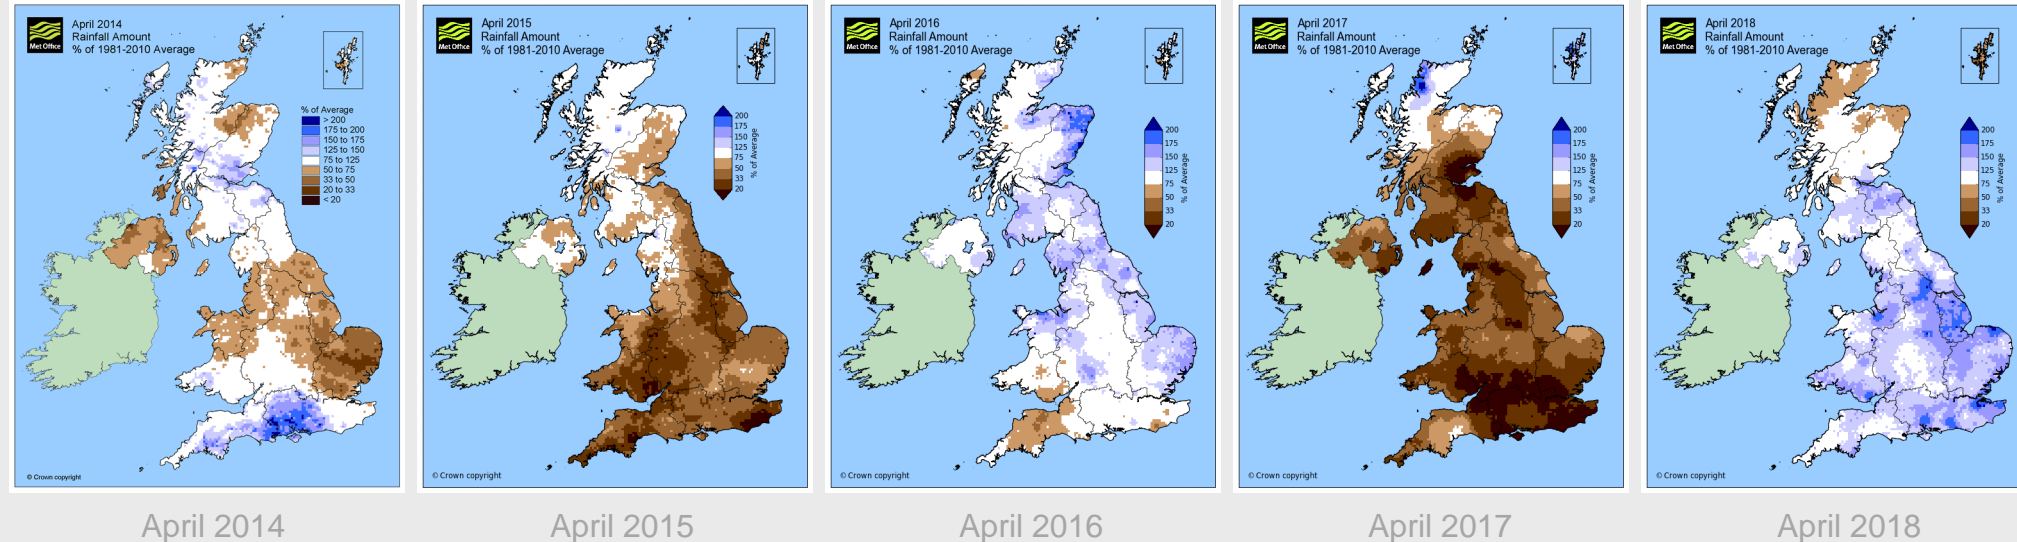 Met Office
April 2014
Rainfall Amount
% of 1981-2010 Average
% of Average
> 200
175 to 200
150 to 175
125 to 150
75 to 125
50 to 75
33 to 50
20 to 33
< 20
© Crown copyright
April 2014
Met Office
April 2015
Rainfall Amount
% of 1981-2010 Average
200
175
150
125
75
50
33
20
% of Average
© Crown copyright
April 2015
Met Office
April 2016
Rainfall Amount
% of 1981-2010 Average
200
175
150
125
75
50
33
20
% of Average
© Crown copyright
April 2016
Met Office
April 2017
Rainfall Amount
% of 1981-2010 Average
200
175
150
125
75
50
33
20
% of Average
© Crown copyright
April 2017
Met Office
April 2018
Rainfall Amount
% of 1981-2010 Average
200
175
150
125
75
50
33
20
% of Average
© Crown copyright
April 2018